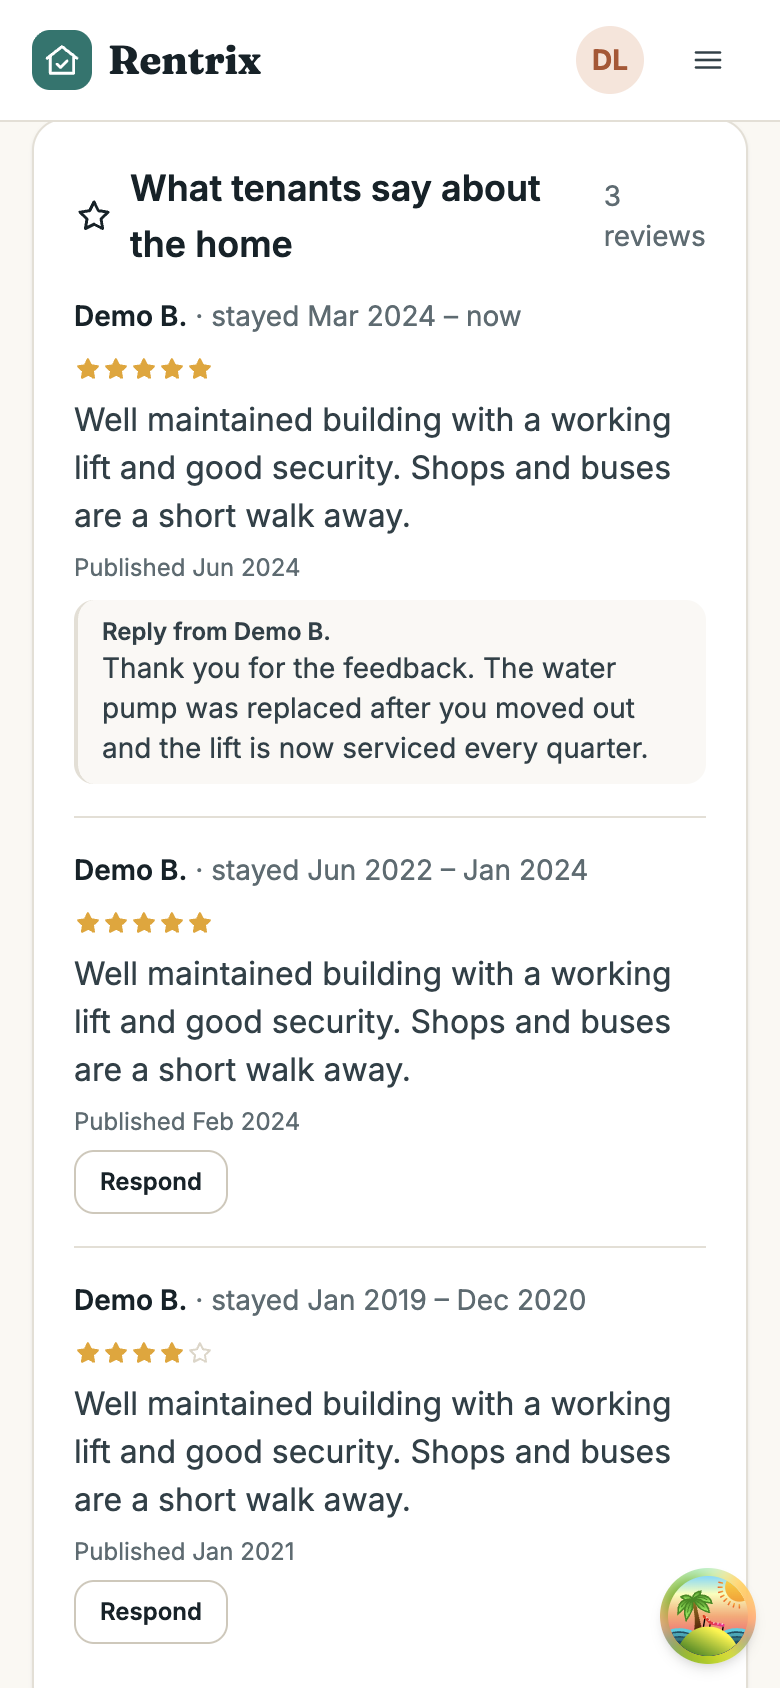 Rentrix
DL
What tenants say about
the home
3
reviews
Demo B. · stayed Mar 2024 – now
Well maintained building with a working
lift and good security. Shops and buses
are a short walk away.
Published Jun 2024
Reply from Demo B.
Thank you for the feedback. The water
pump was replaced after you moved out
and the lift is now serviced every quarter.
Demo B. · stayed Jun 2022 – Jan 2024
Well maintained building with a working
lift and good security. Shops and buses
are a short walk away.
Published Feb 2024
Respond
Demo B. · stayed Jan 2019 – Dec 2020
Well maintained building with a working
lift and good security. Shops and buses
are a short walk away.
Published Jan 2021
Respond